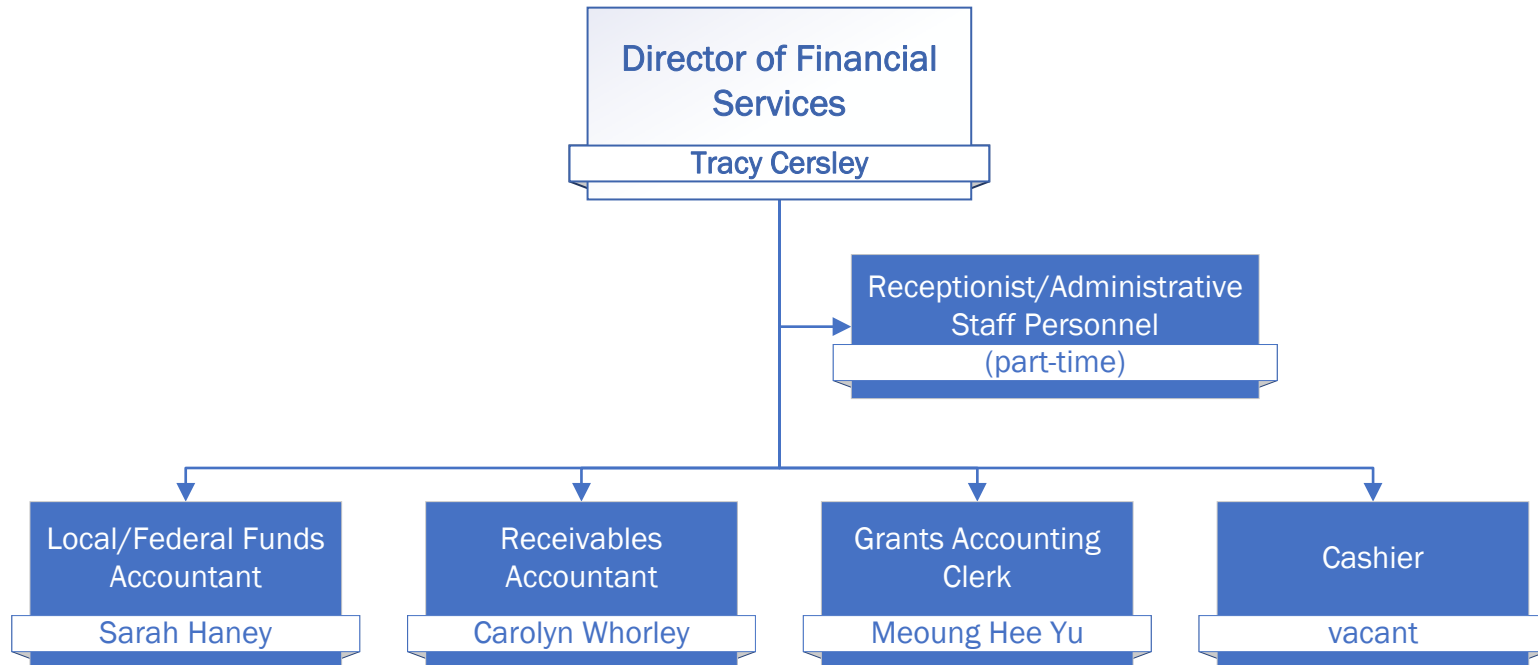 Director of Financial
Services
Tracy Cersley
Receptionist/Administrative
Staff Personnel
(part-time)
Local/Federal Funds
Accountant
Sarah Haney
Receivables
Accountant
Carolyn Whorley
Grants Accounting
Clerk
Meoung Hee Yu
Cashier
vacant